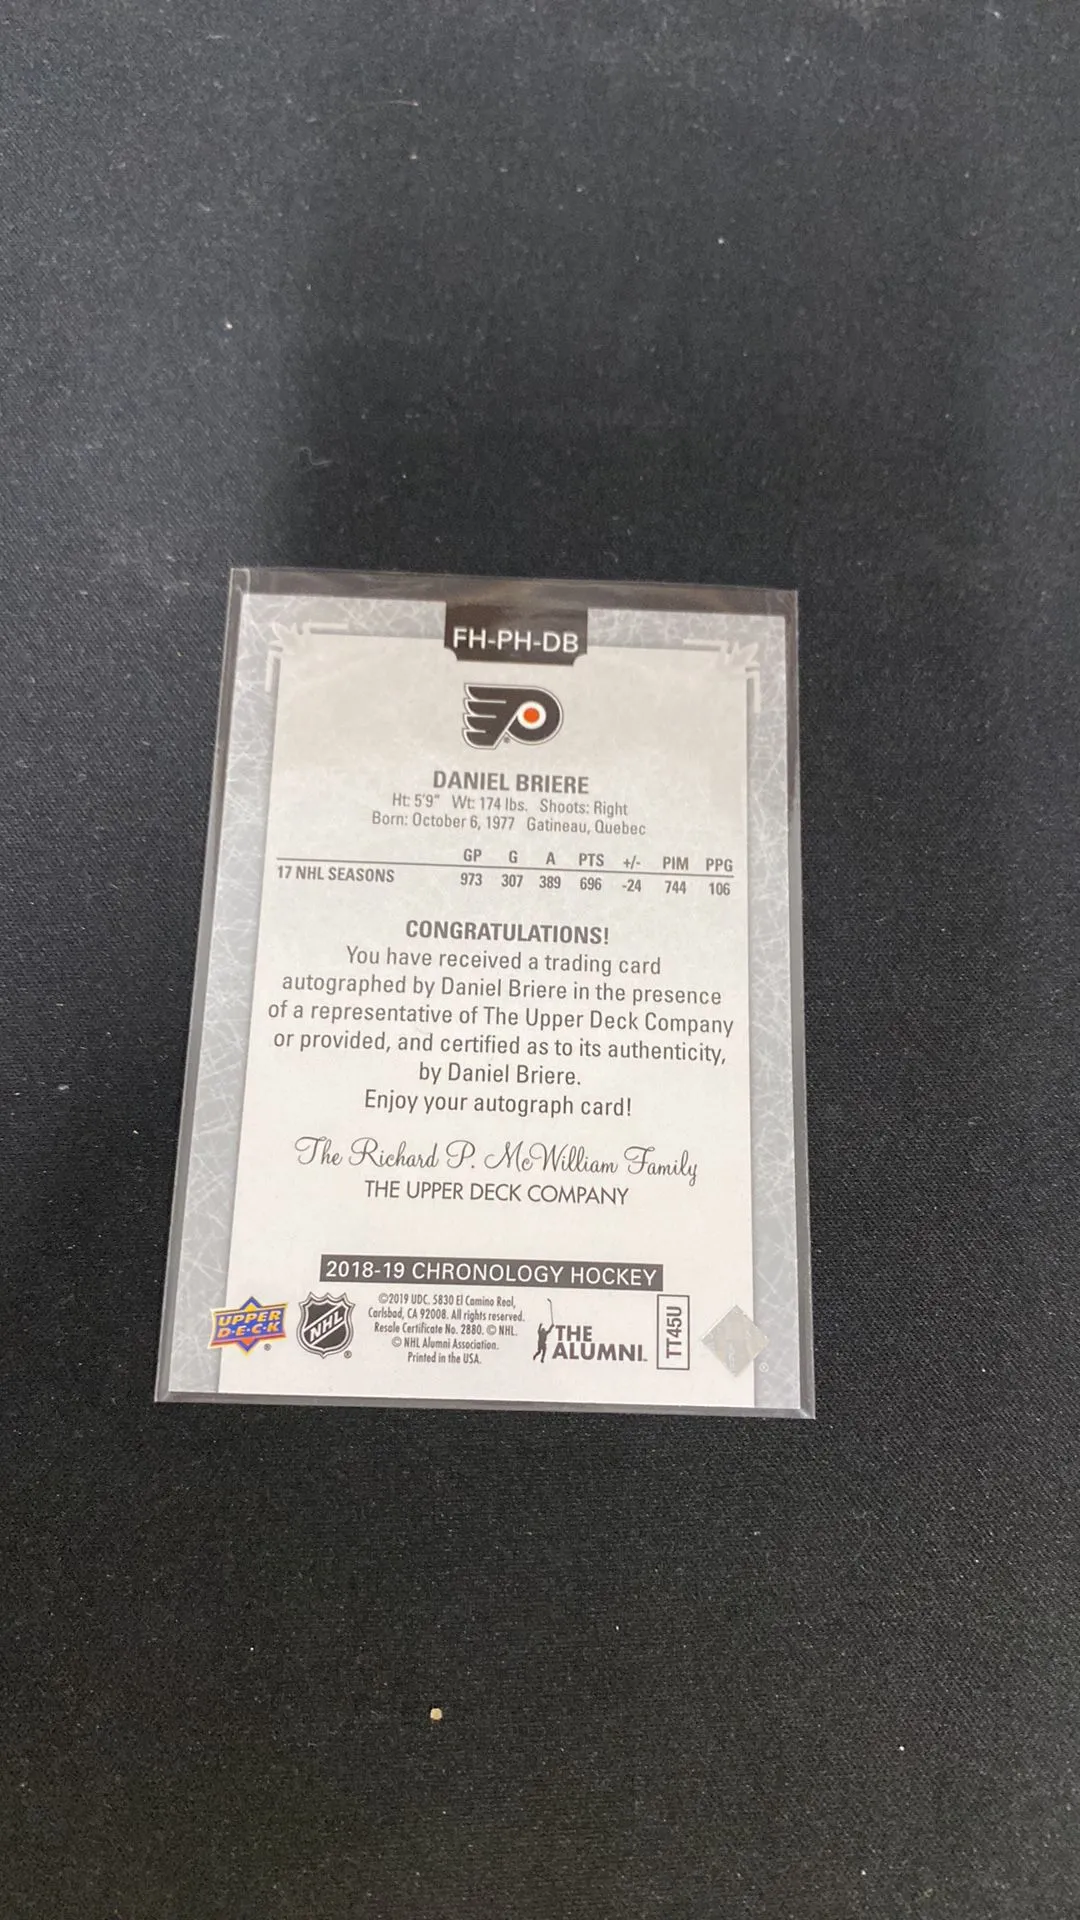 FH-PH-DB
DANIEL BRIERE
Ht: 5'9" Wt: 174 lbs. Shoots: Right
Born: October 6, 1977 Gatineau, Quebec
GP G A PTS +/- PIM PPG
17 NHL SEASONS 973 307 389 696 -24 744 106
CONGRATULATIONS!
You have received a trading card
autographed by Daniel Briere in the presence
of a representative of The Upper Deck Company
or provided, and certified as to its authenticity,
by Daniel Briere.
Enjoy your autograph card!
The Richard P. McWilliam Family
THE UPPER DECK COMPANY
2018-19 CHRONOLOGY HOCKEY
UPPER
D·E·C·K
®
NHL
®
©2019 UDC. 5830 El Camino Real,
Carlsbad, CA 92008. All rights reserved.
Resale Certificate No. 2880. © NHL.
© NHL Alumni Association.
Printed in the USA.
THE
ALUMNI.
TT45U
®